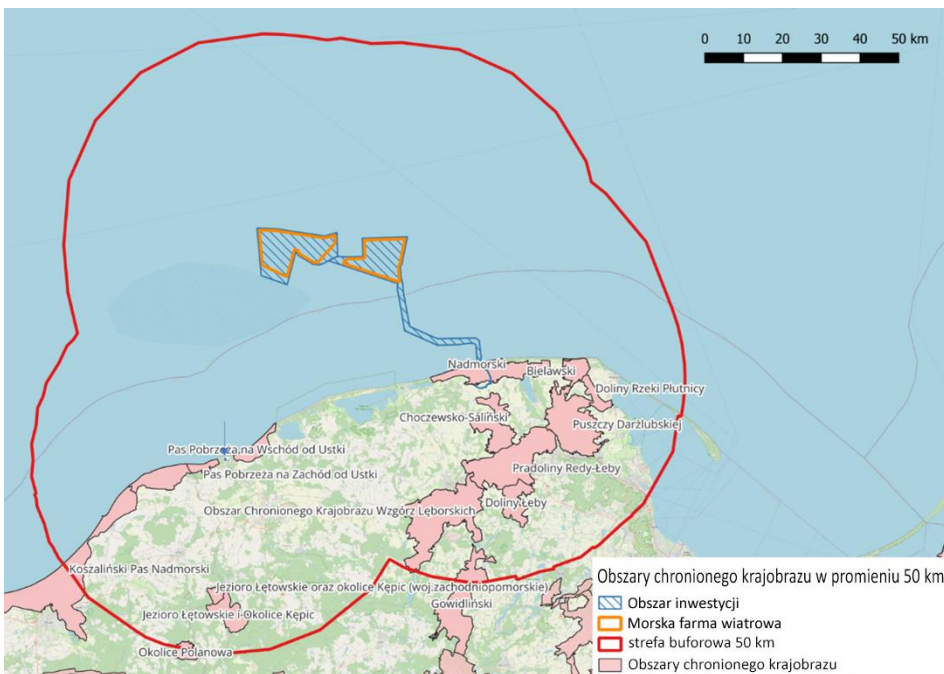 0 10 20 30 40 50 km
Nadmorski
Bielawski
Doliny Rzeki Płutnicy
Choczewsko-Saliński
Puszczy Darżlubskiej
Pas Pobrzeża na Wschód od Ustki
Pradoliny Redy-Łeby
Pas Pobrzeża na Zachód od Ustki
Doliny Łeby
Obszar Chronionego Krajobrazu Wzgórz Lęborskich
Koszaliński Pas Nadmorski
Jezioro Łętowskie oraz okolice Kępic (woj.zachodniopomorskie)
Gowidliński
Jezioro Łętowskie i Okolice Kępic
Okolice Polanowa
Obszary chronionego krajobrazu w promieniu 50 km
Obszar inwestycji
Morska farma wiatrowa
strefa buforowa 50 km
Obszary chronionego krajobrazu